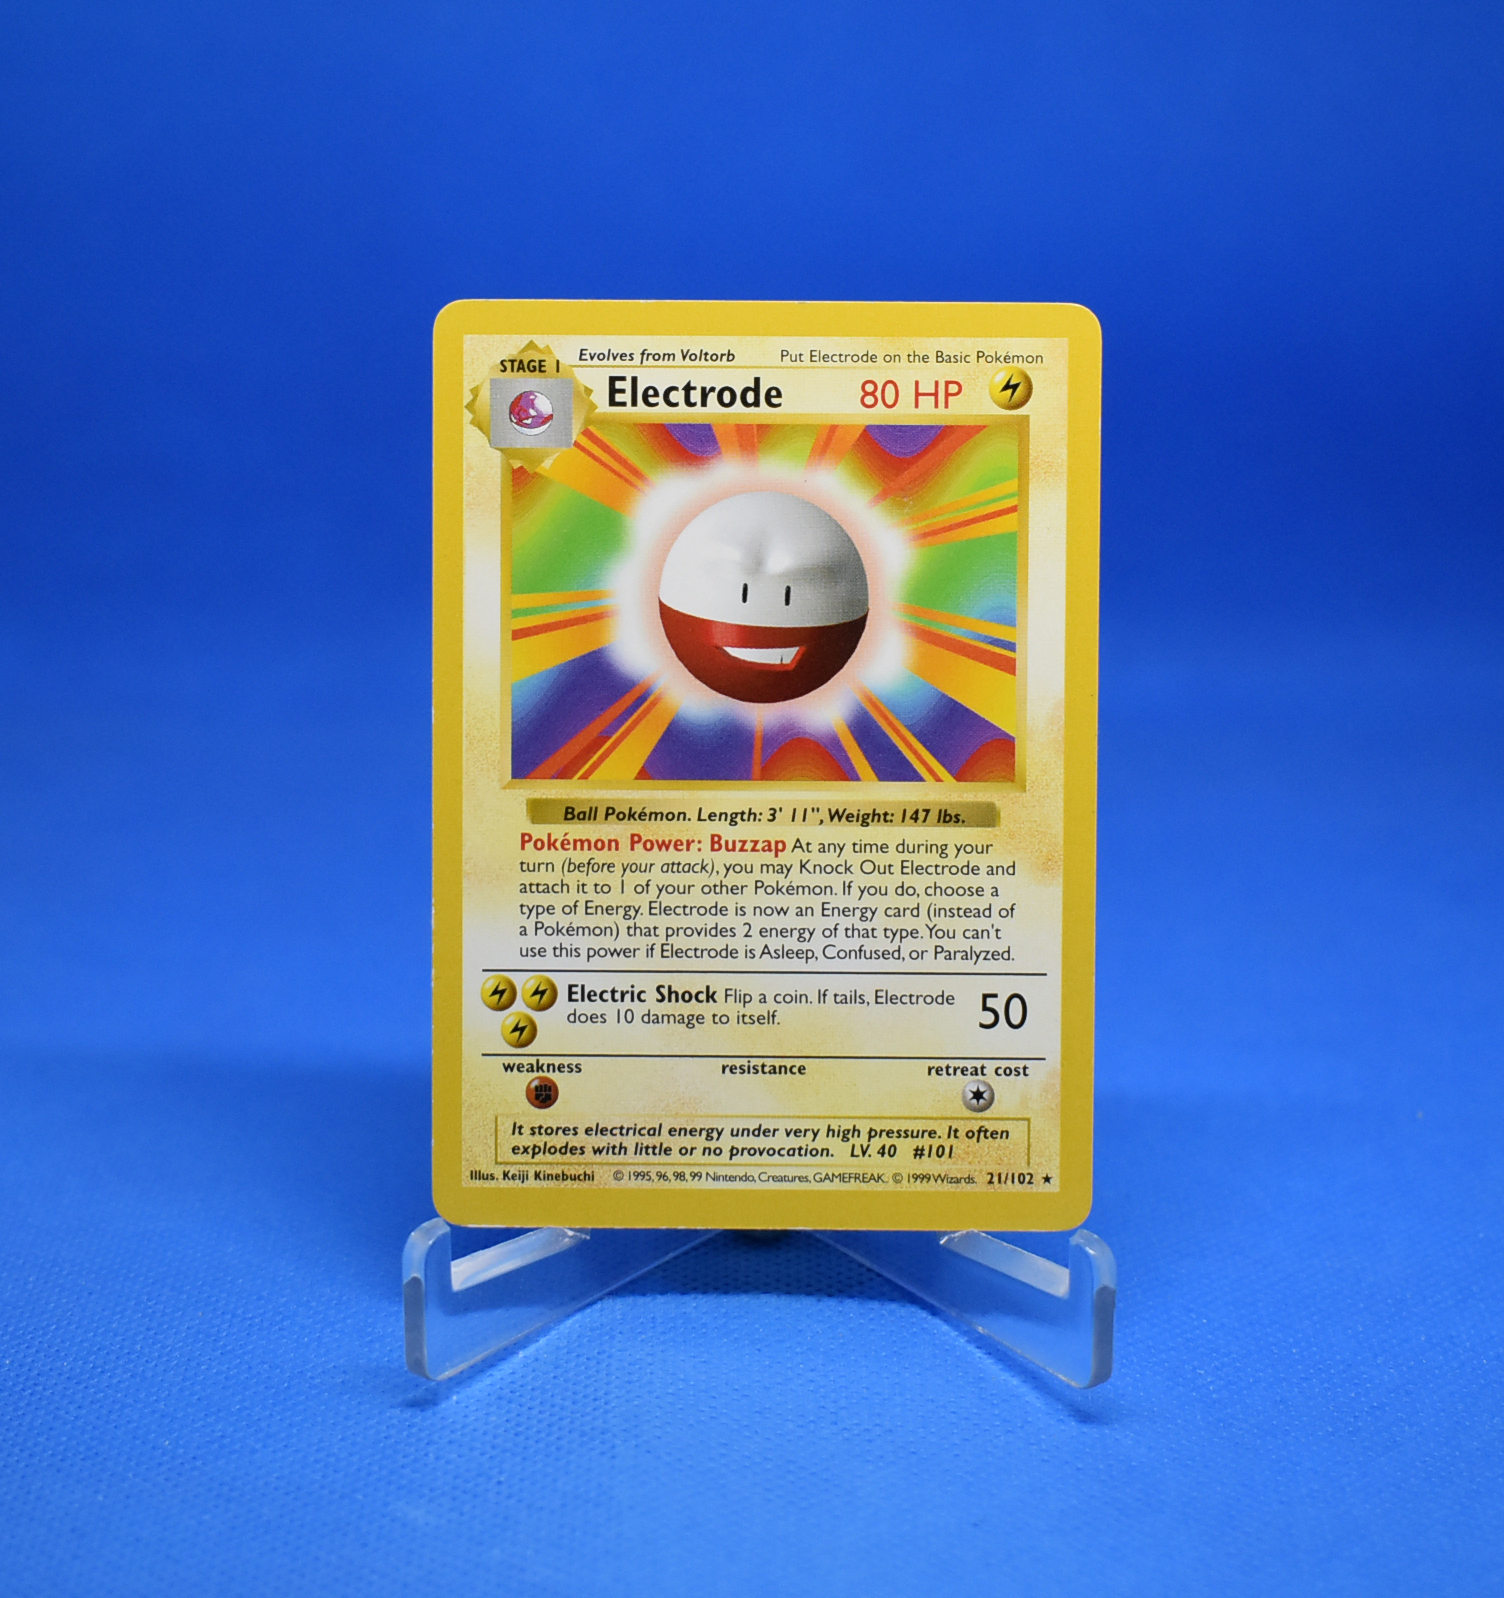 Evolves from Voltorb Put Electrode on the Basic Pokémon
STAGE 1
Electrode 80 HP
Ball Pokémon. Length: 3' 11", Weight: 147 lbs.
Pokémon Power: Buzzap At any time during your
turn (before your attack), you may Knock Out Electrode and
attach it to 1 of your other Pokémon. If you do, choose a
type of Energy. Electrode is now an Energy card (instead of
a Pokémon) that provides 2 energy of that type. You can't
use this power if Electrode is Asleep, Confused, or Paralyzed.
Electric Shock Flip a coin. If tails, Electrode
does 10 damage to itself.
50
weakness resistance retreat cost
It stores electrical energy under very high pressure. It often
explodes with little or no provocation. LV. 40 #101
Illus. Keiji Kinebuchi © 1995, 96, 98, 99 Nintendo, Creatures, GAMEFREAK. © 1999 Wizards. 21/102 ★